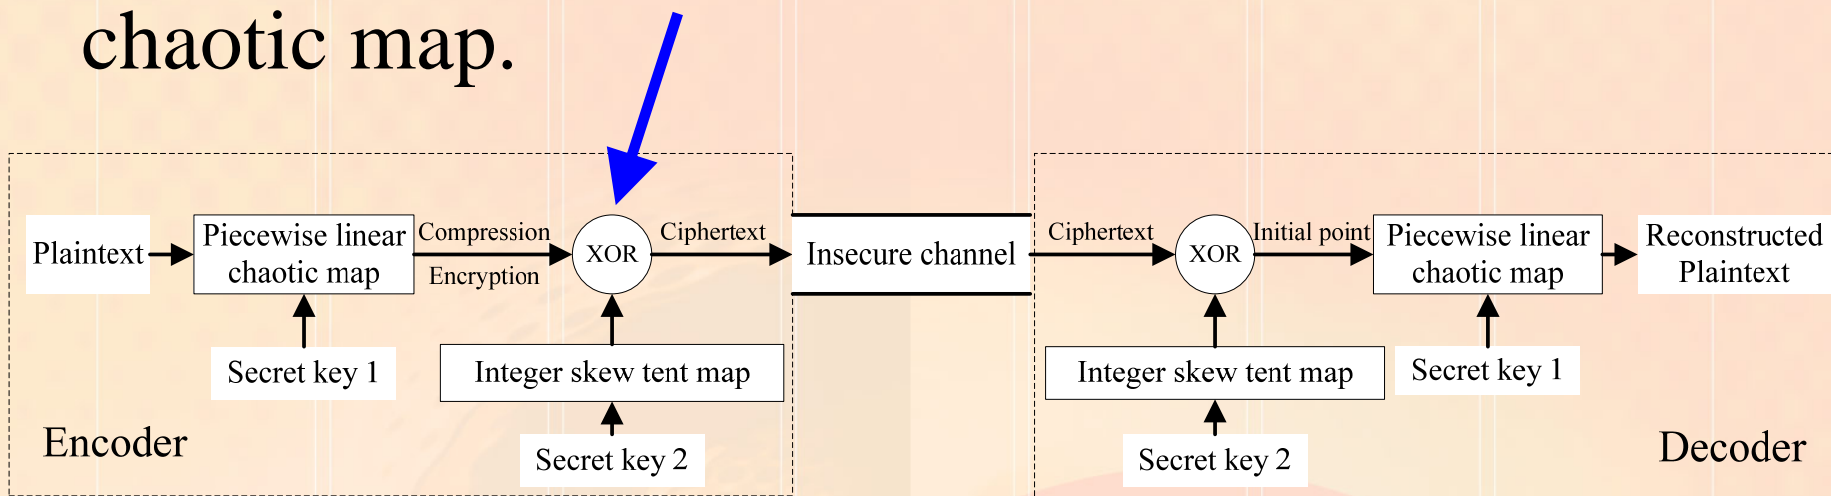 chaotic map.
Plaintext
Piecewise linear
chaotic map
Compression
Encryption
XOR
Ciphertext
Insecure channel
Ciphertext
XOR
Initial point
Piecewise linear
chaotic map
Reconstructed
Plaintext
Secret key 1
Integer skew tent map
Integer skew tent map
Secret key 1
Encoder
Secret key 2
Secret key 2
Decoder